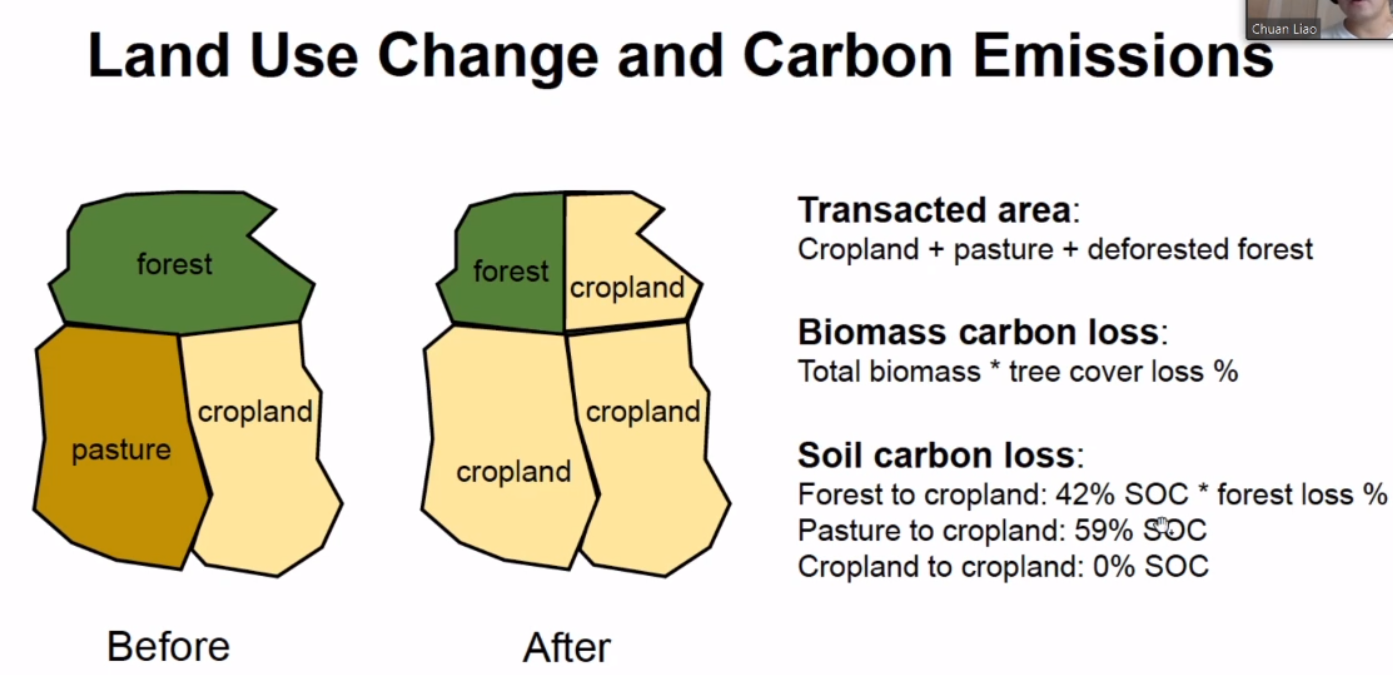 Chuan Liao
Land Use Change and Carbon Emissions
forest
pasture
cropland
Before
forest
cropland
cropland
cropland
After
Transacted area:
Cropland + pasture + deforested forest
Biomass carbon loss:
Total biomass * tree cover loss %
Soil carbon loss:
Forest to cropland: 42% SOC * forest loss %
Pasture to cropland: 59% SOC
Cropland to cropland: 0% SOC